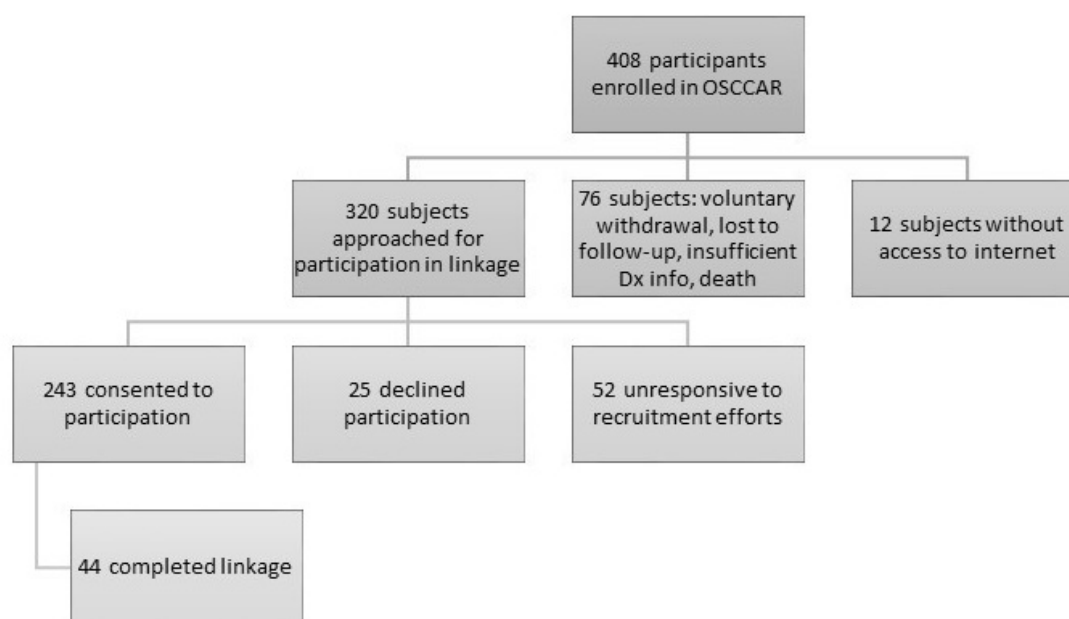 408 participants
enrolled in OSCCAR
320 subjects
approached for
participation in linkage
76 subjects: voluntary
withdrawal, lost to
follow-up, insufficient
Dx info, death
12 subjects without
access to internet
243 consented to
participation
25 declined
participation
52 unresponsive to
recruitment efforts
44 completed linkage